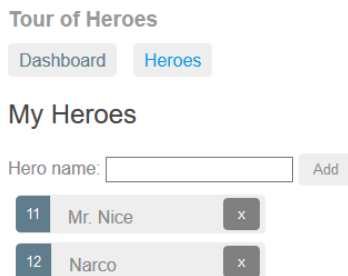 Tour of Heroes
Dashboard Heroes
My Heroes
Hero name: Add
11 Mr. Nice x
12 Narco x